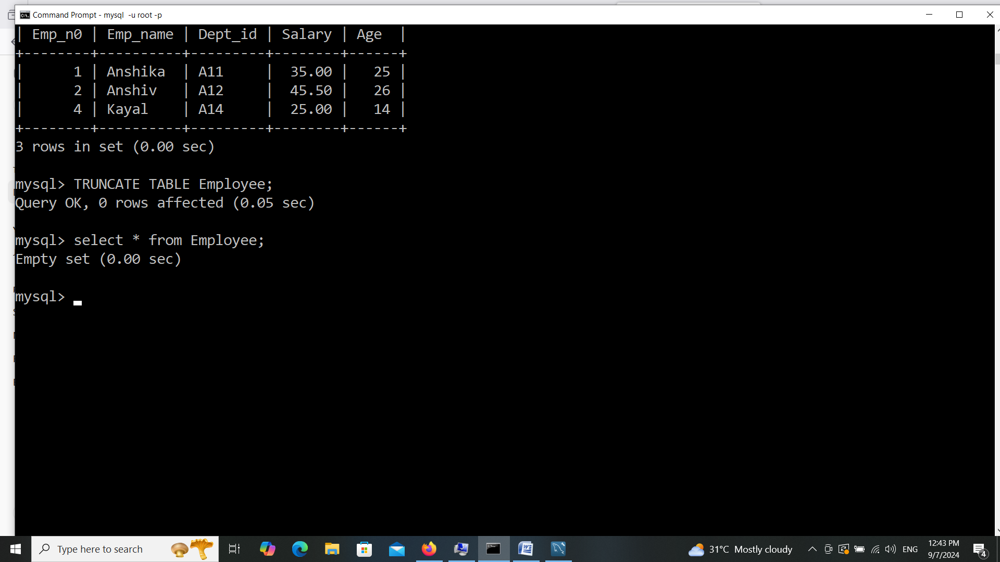 Command Prompt - mysql  -u root -p
| Emp_n0 | Emp_name | Dept_id | Salary | Age  |
+--------+----------+---------+--------+------+
|      1 | Anshika  | A11     |  35.00 |   25 |
|      2 | Anshiv   | A12     |  45.50 |   26 |
|      4 | Kayal    | A14     |  25.00 |   14 |
+--------+----------+---------+--------+------+
3 rows in set (0.00 sec)
mysql> TRUNCATE TABLE Employee;
Query OK, 0 rows affected (0.05 sec)
mysql> select * from Employee;
Empty set (0.00 sec)
mysql>
Type here to search
31°C Mostly cloudy
ENG
12:43 PM
9/7/2024
4